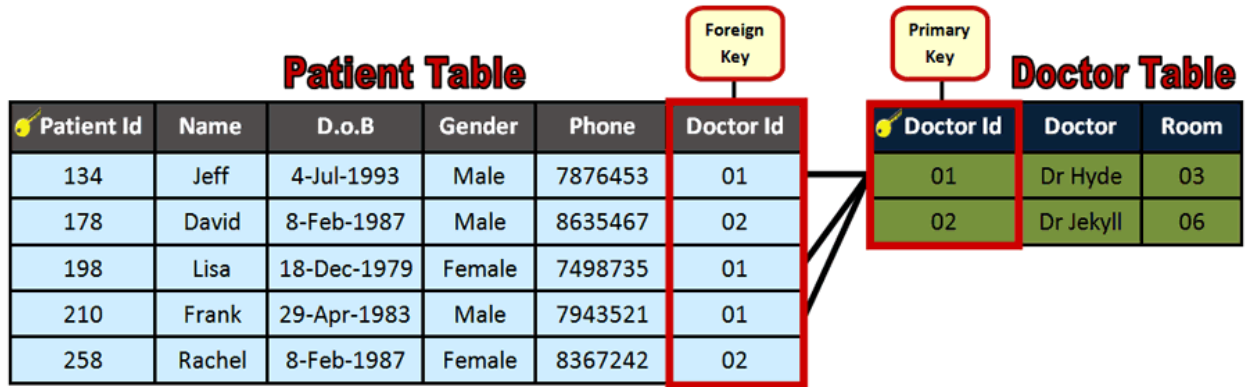 Foreign
Key
Primary
Key
Patient Table
Doctor Table
Patient Id Name D.o.B Gender Phone Doctor Id
134 Jeff 4-Jul-1993 Male 7876453 01
178 David 8-Feb-1987 Male 8635467 02
198 Lisa 18-Dec-1979 Female 7498735 01
210 Frank 29-Apr-1983 Male 7943521 01
258 Rachel 8-Feb-1987 Female 8367242 02
Doctor Id Doctor Room
01 Dr Hyde 03
02 Dr Jekyll 06